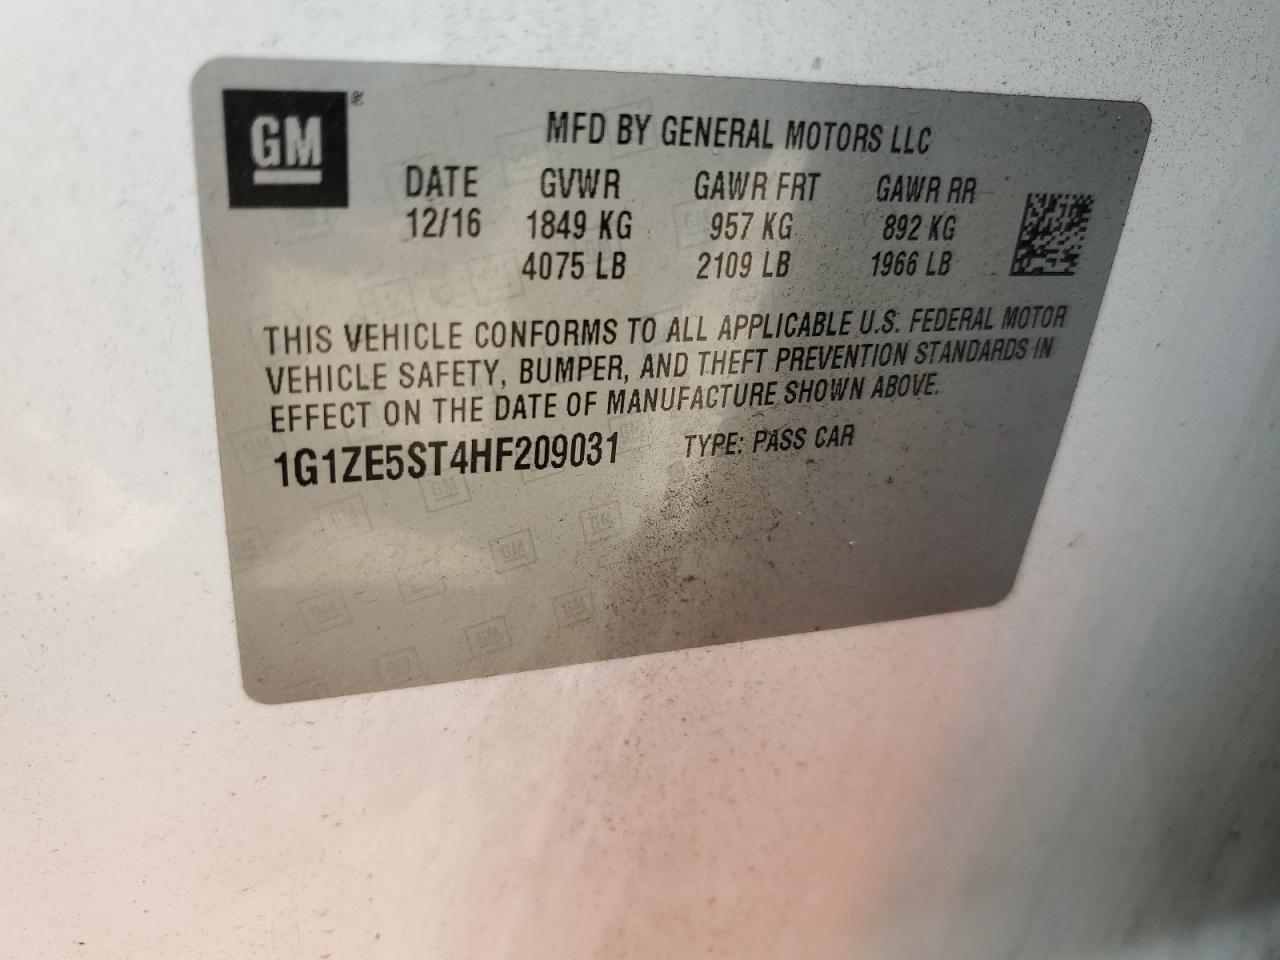 GM
MFD BY GENERAL MOTORS LLC
DATE GVWR GAWR FRT GAWR RR
12/16 1849 KG 957 KG 892 KG
4075 LB 2109 LB 1966 LB
THIS VEHICLE CONFORMS TO ALL APPLICABLE U.S. FEDERAL MOTOR
VEHICLE SAFETY, BUMPER, AND THEFT PREVENTION STANDARDS IN
EFFECT ON THE DATE OF MANUFACTURE SHOWN ABOVE.
1G1ZE5ST4HF209031 TYPE: PASS CAR